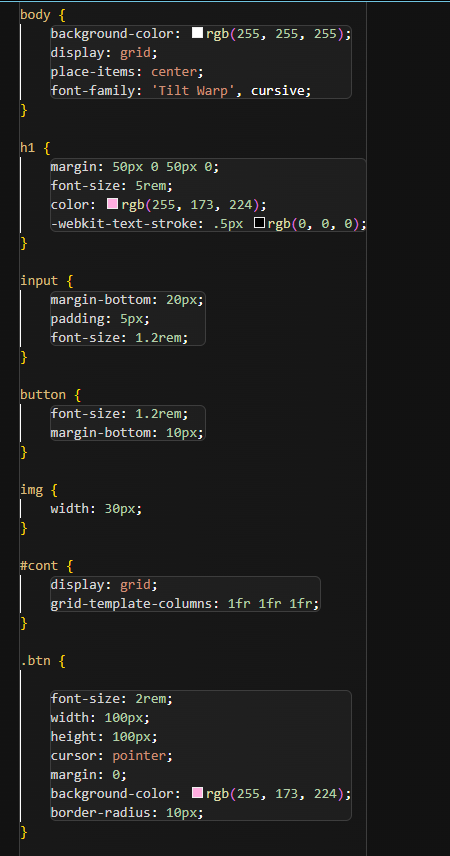 body {
background-color: rgb(255, 255, 255);
display: grid;
place-items: center;
font-family: 'Tilt Warp', cursive;
}
h1 {
margin: 50px 0 50px 0;
font-size: 5rem;
color: rgb(255, 173, 224);
-webkit-text-stroke: .5px rgb(0, 0, 0);
}
input {
margin-bottom: 20px;
padding: 5px;
font-size: 1.2rem;
}
button {
font-size: 1.2rem;
margin-bottom: 10px;
}
img {
width: 30px;
}
#cont {
display: grid;
grid-template-columns: 1fr 1fr 1fr;
}
.btn {
font-size: 2rem;
width: 100px;
height: 100px;
cursor: pointer;
margin: 0;
background-color: rgb(255, 173, 224);
border-radius: 10px;
}